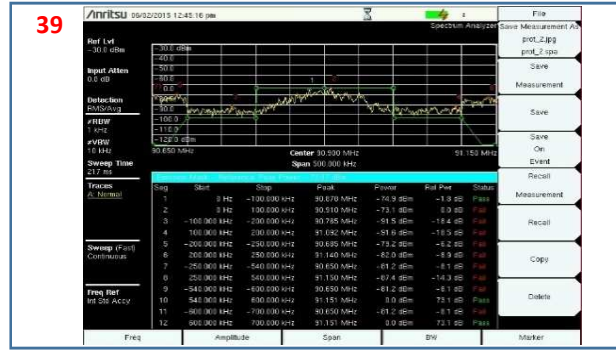 39
Anritsu 06/02/2015 12:45:16 pm
Spectrum Analyzer
Ref Lvl
-30.0 dBm
Input Atten
0.0 dB
Detection
RMS/Avg
#RBW
1 kHz
#VBW
10 kHz
Sweep Time
217 ms
Traces
A: Normal
Sweep (Fast)
Continuous
Freq Ref
Int Std Accy
-30.0 dBm
-40.0
-100.0
-110.0
-120.0 dBm
1
90.650 MHz
Center 90.900 MHz
91.150 MHz
Span 500.000 kHz
Seg Start Stop Peak Power Rel Pwr Status
1 0 Hz -100.000 kHz 90.870 MHz -74.9 dBm -1.8 dB Pass
2 0 Hz 100.000 kHz 90.910 MHz -73.1 dBm 0.0 dB Fail
3 -100.000 kHz -200.000 kHz 90.765 MHz -91.5 dBm -18.4 dB Fail
4 100.000 kHz 200.000 kHz 91.092 MHz -91.6 dBm -18.5 dB Fail
5 -200.000 kHz -250.000 kHz 90.685 MHz -79.2 dBm -6.2 dB Fail
6 200.000 kHz 250.000 kHz 91.140 MHz -82.0 dBm -8.9 dB Fail
7 -250.000 kHz -540.000 kHz 90.650 MHz -81.2 dBm -8.1 dB Fail
8 250.000 kHz 540.000 kHz 91.150 MHz -87.4 dBm -14.3 dB Fail
9 -540.000 kHz -600.000 kHz 90.650 MHz -81.2 dBm -8.1 dB Fail
10 540.000 kHz 600.000 kHz 91.151 MHz 0.0 dBm 73.1 dB Pass
11 -600.000 kHz -700.000 kHz 90.650 MHz -81.2 dBm -8.1 dB Fail
12 600.000 kHz 700.000 kHz 91.151 MHz 0.0 dBm 73.1 dB Pass
File
Save Measurement As
prot_2.jpg
prot_2.spa
Save
Measurement
Save
Save
On
Event
Recall
Measurement
Recall
Copy
Delete
Freq
Amplitude
Span
BW
Marker